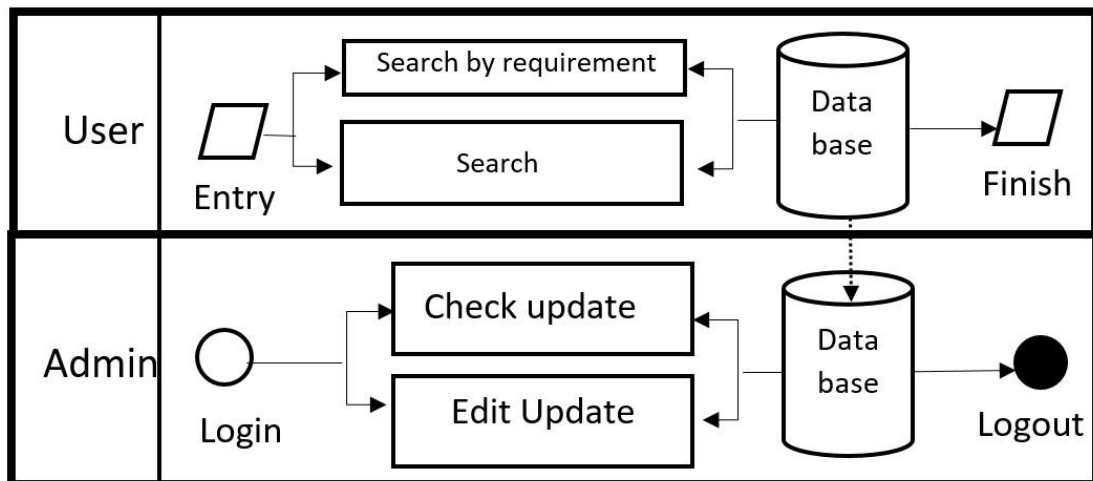 User
Entry
Search by requirement
Search
Data
base
Finish
Admin
Login
Check update
Edit Update
Data
base
Logout